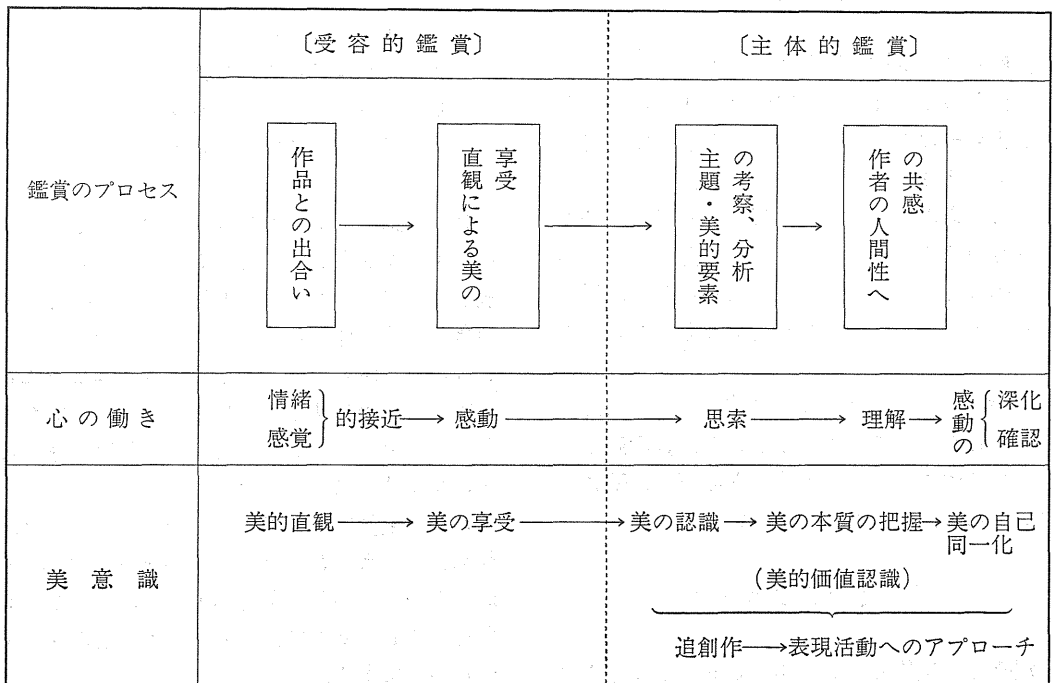 〔受容的鑑賞〕
〔主体的鑑賞〕
鑑賞のプロセス
作品との出合い
→
直観による美の
享受
→
主題・美的要素
の考察、分析
→
作者の人間性へ
の共感
心の働き
情緒
感覚
}的接近→感動→思索→理解→感動の{
深化
確認
美意識
美的直観→美の享受→美の認識→美の本質の把握→美の自己
同一化
(美的価値認識)
追創作→表現活動へのアプローチ